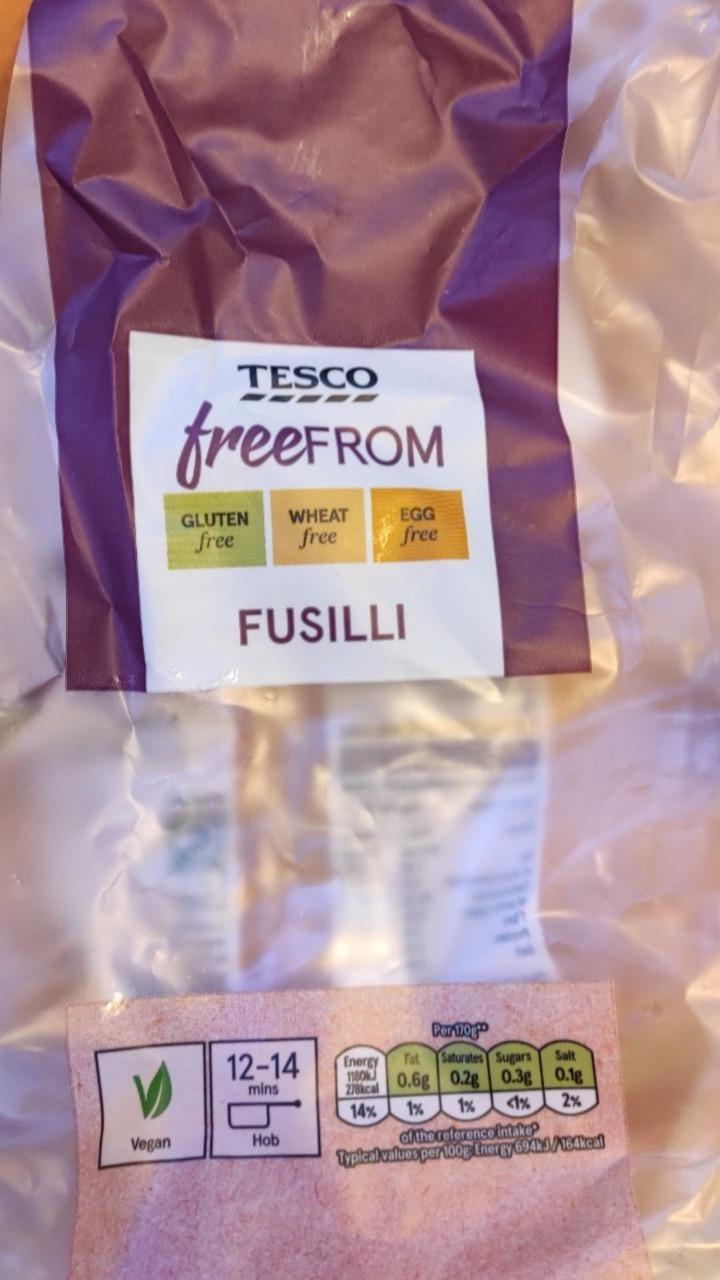 TESCO
freeFROM
GLUTEN free
WHEAT free
EGG free
FUSILLI
Vegan
12-14
mins
Hob
Per 170g**
Energy
1180kJ
278kcal
14%
Fat
0.6g
1%
Saturates
0.2g
1%
Sugars
0.3g
<1%
Salt
0.1g
2%
of the reference intake*
Typical values per 100g: Energy 694kJ / 164kcal